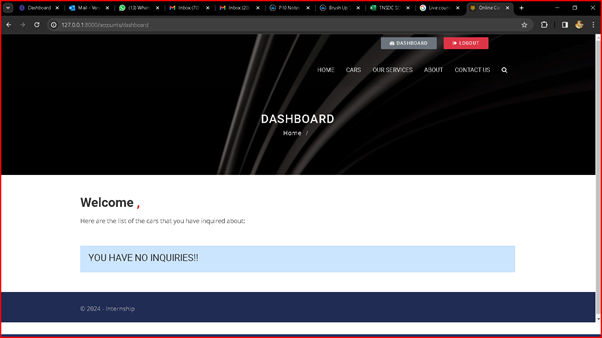 Dashboard
Mail -
(13) What
Inbox (70)
Inbox (20)
P10 Note
Brush Up
TNSDC S
Live coun
Online Ca
127.0.0.1:8000/accounts/dashboard
DASHBOARD
LOGOUT
HOME CARS OUR SERVICES ABOUT CONTACT US
DASHBOARD
Home /
Welcome ,
Here are the list of the cars that you have inquired about:
YOU HAVE NO INQUIRIES!!
© 2024 - Internship